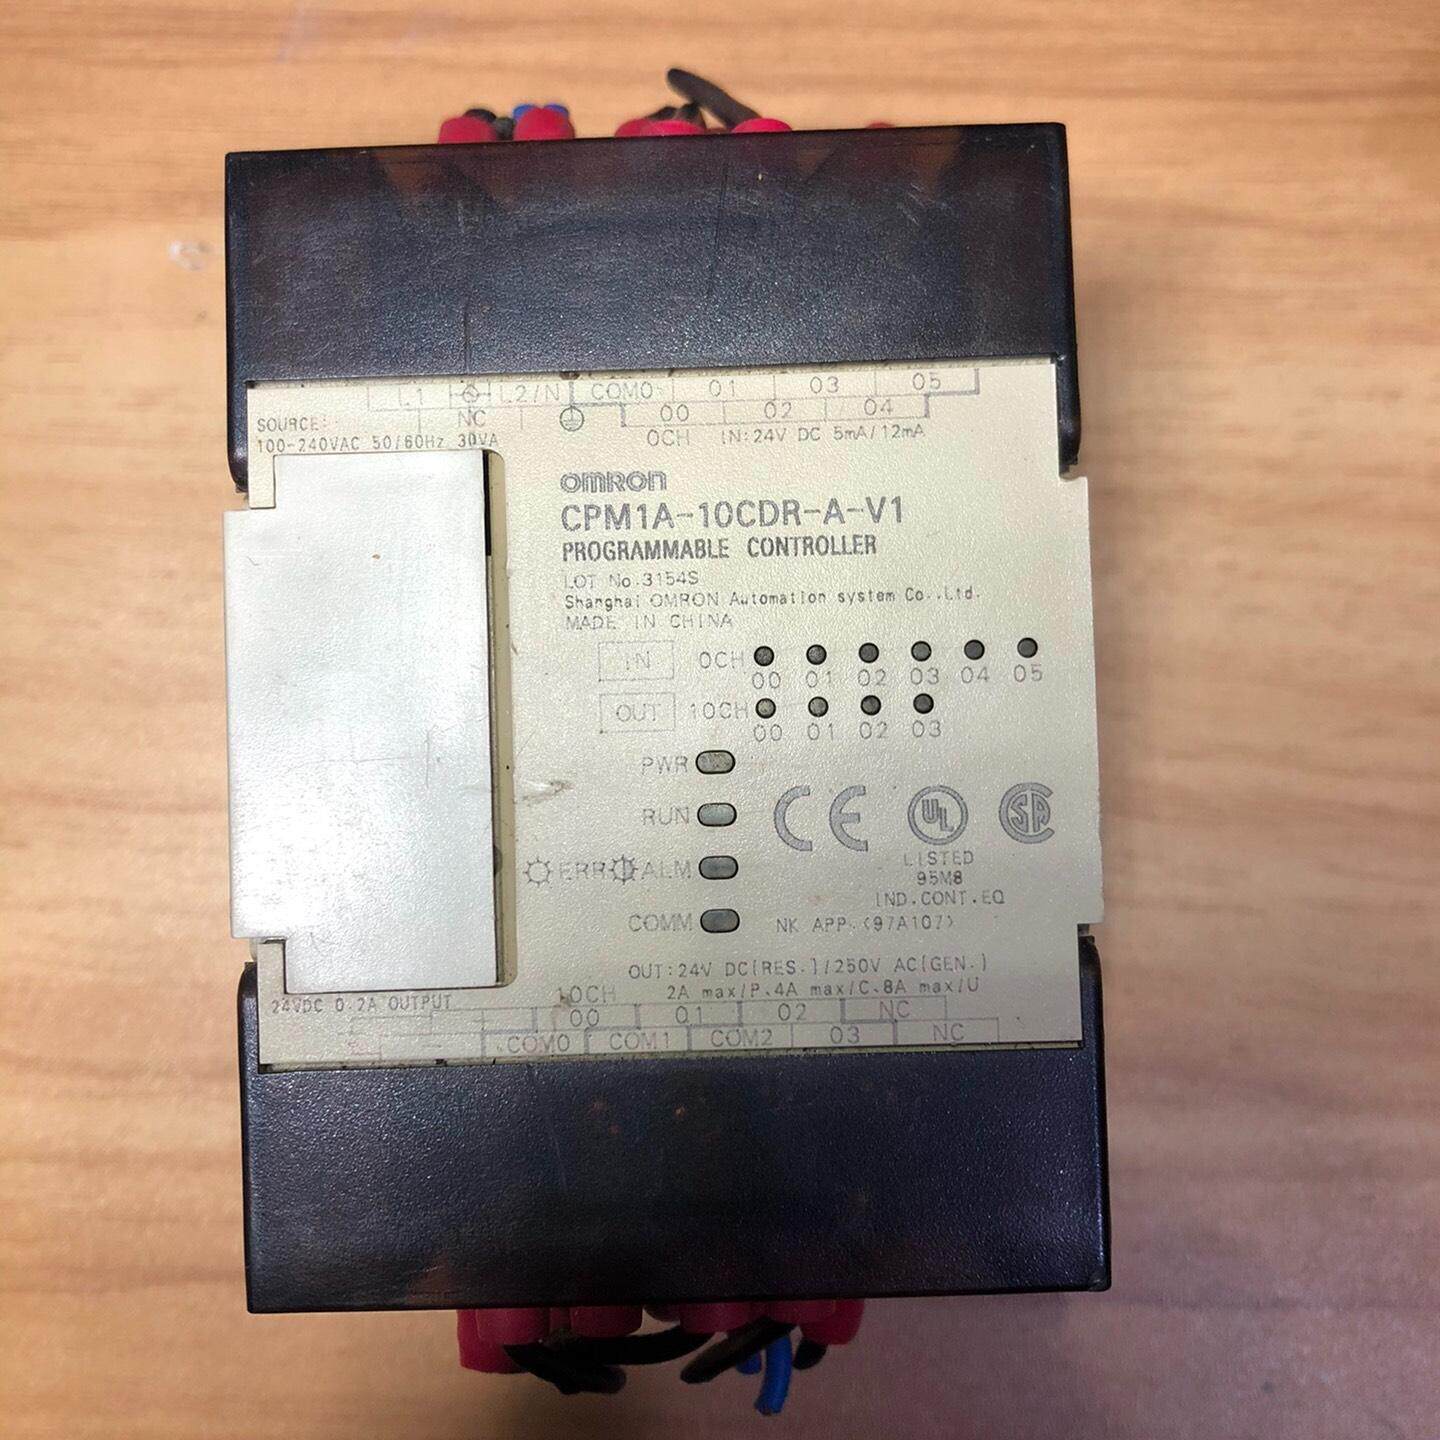 L1 L2/N COM0 01 03 05
NC 00 02 04
SOURCE:
100-240VAC 50/60Hz 30VA
0CH IN:24V DC 5mA/12mA
OMRON
CPM1A-10CDR-A-V1
PROGRAMMABLE CONTROLLER
LOT No.3154S
Shanghai OMRON Automation system Co.,Ltd.
MADE IN CHINA
IN 0CH
00 01 02 03 04 05
OUT 10CH
00 01 02 03
PWR
RUN
ERR ALM
COMM
CE UL SP
LISTED
95M8
IND.CONT.EQ
NK APP.(97A107)
OUT:24V DC(RES.)/250V AC(GEN.)
2A max/P.4A max/C.8A max/U
24VDC 0.2A OUTPUT
10CH
+ 00 01 02 NC
- COM0 COM1 COM2 03 NC